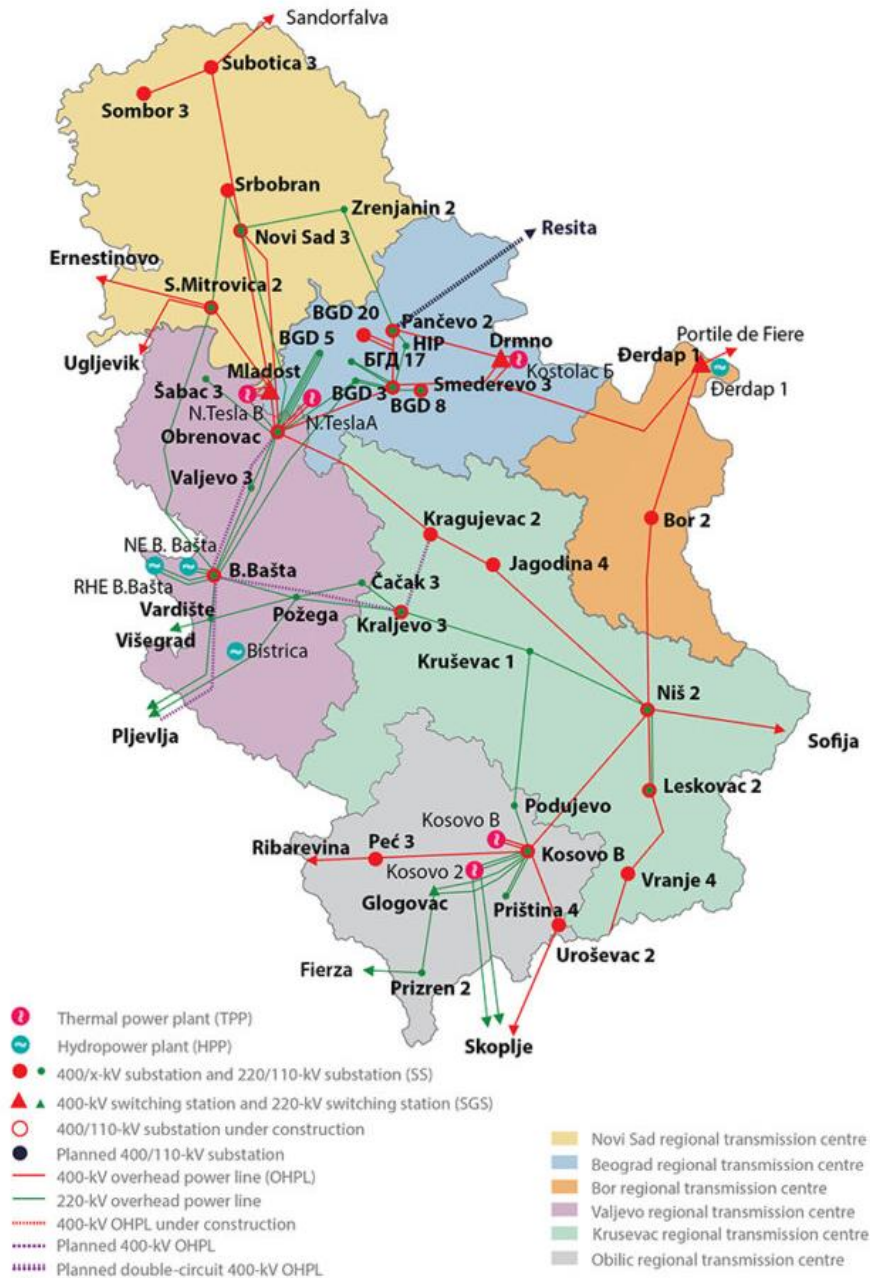 Sandorfalva
Subotica 3
Sombor 3
Srbobran
Zrenjanin 2
Novi Sad 3
Resita
Ernestinovo
S.Mitrovica 2
BGD 20
Pančevo 2
BGD 5
HIP
Drmno
Portile de Fiere
БГД 17
Đerdap 1
Ugljevik
Mladost
Kostolac Б
Šabac 3
BGD 3
Smederevo 3
Đerdap 1
N.Tesla B
BGD 8
N.TeslaA
Obrenovac
Valjevo 3
Kragujevac 2
Bor 2
NE B. Bašta
Jagodina 4
B.Bašta
RHE B.Bašta
Čačak 3
Vardište
Požega
Kraljevo 3
Višegrad
Bistrica
Kruševac 1
Niš 2
Pljevlja
Sofija
Leskovac 2
Podujevo
Kosovo B
Ribarevina
Peć 3
Kosovo B
Kosovo 2
Vranje 4
Glogovac
Priština 4
Uroševac 2
Fierza
Prizren 2
Skoplje
Thermal power plant (TPP)
Hydropower plant (HPP)
400/x-kV substation and 220/110-kV substation (SS)
400-kV switching station and 220-kV switching station (SGS)
400/110-kV substation under construction
Planned 400/110-kV substation
400-kV overhead power line (OHPL)
220-kV overhead power line
400-kV OHPL under construction
Planned 400-kV OHPL
Planned double-circuit 400-kV OHPL
Novi Sad regional transmission centre
Beograd regional transmission centre
Bor regional transmission centre
Valjevo regional transmission centre
Krusevac regional transmission centre
Obilic regional transmission centre